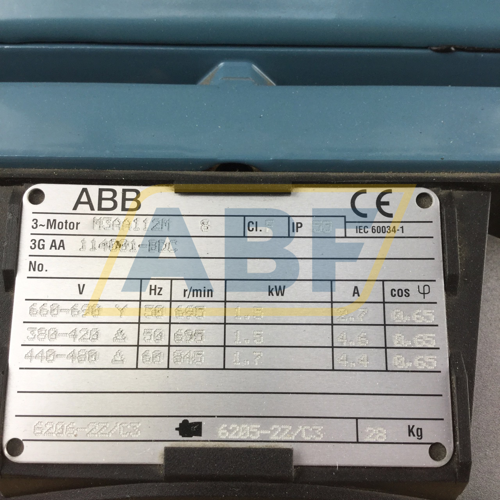 ABB CE
3~Motor M3AA112M 8 Cl. F IP 55 IEC 60034-1
3G AA
No.
V Hz r/min kW A cos φ
660-690 Y 50 695 1.5 2.7 0.65
380-420 Δ 50 695 1.5 4.6 0.65
440-480 Δ 60 845 1.7 4.4 0.65
6206-2Z/C3 6205-2Z/C3 28 Kg
ABF